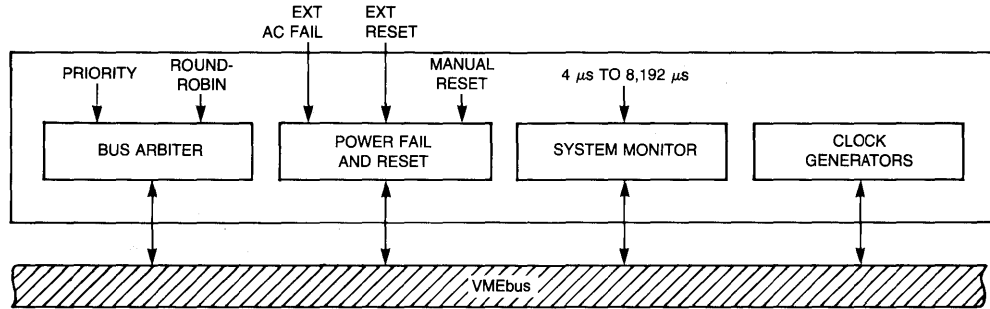 EXT
AC FAIL
EXT
RESET
PRIORITY
ROUND-
ROBIN
MANUAL
RESET
4 μs TO 8,192 μs
BUS ARBITER
POWER FAIL
AND RESET
SYSTEM MONITOR
CLOCK
GENERATORS
VMEbus